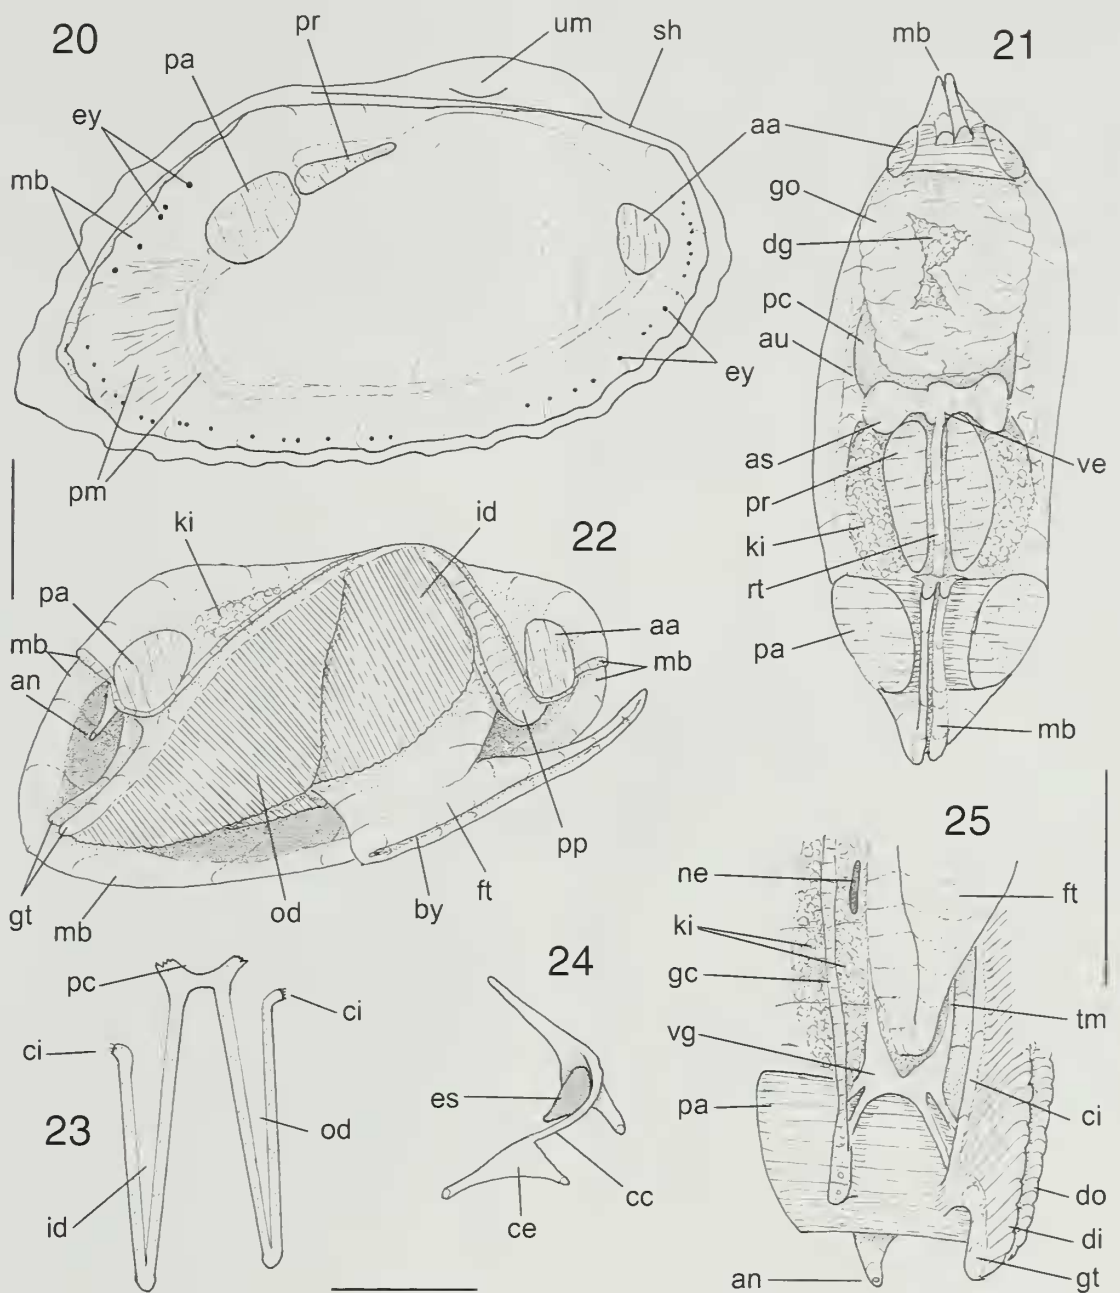 20
pr
um
sh
pa
ey
mb
aa
ey
pm
21
mb
aa
go
dg
pc
au
as
ve
pr
ki
rt
pa
mb
22
ki
id
pa
mb
an
aa
mb
gt
mb
od
by
ft
pp
23
pc
ci
ci
od
id
24
es
ce
cc
25
ne
ki
gc
vg
pa
an
ft
tm
ci
do
di
gt